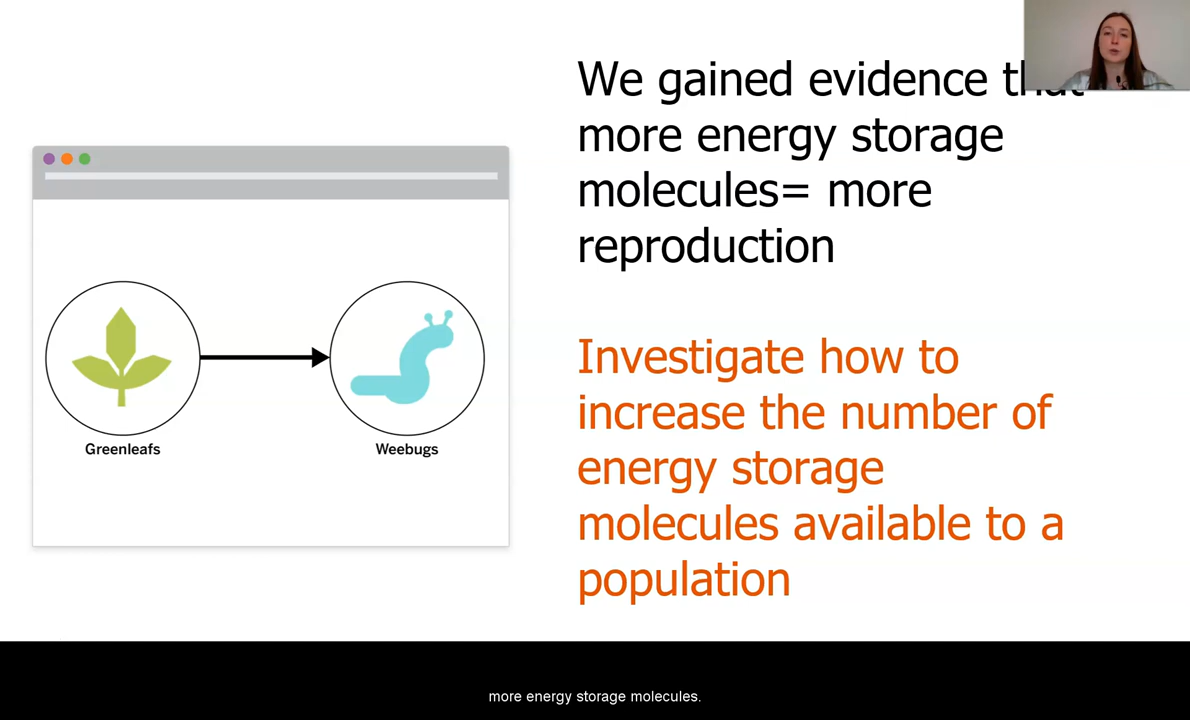 We gained evidence that
more energy storage
molecules= more
reproduction
Investigate how to
increase the number of
energy storage
molecules available to a
population
Greenleafs
Weebugs
more energy storage molecules.